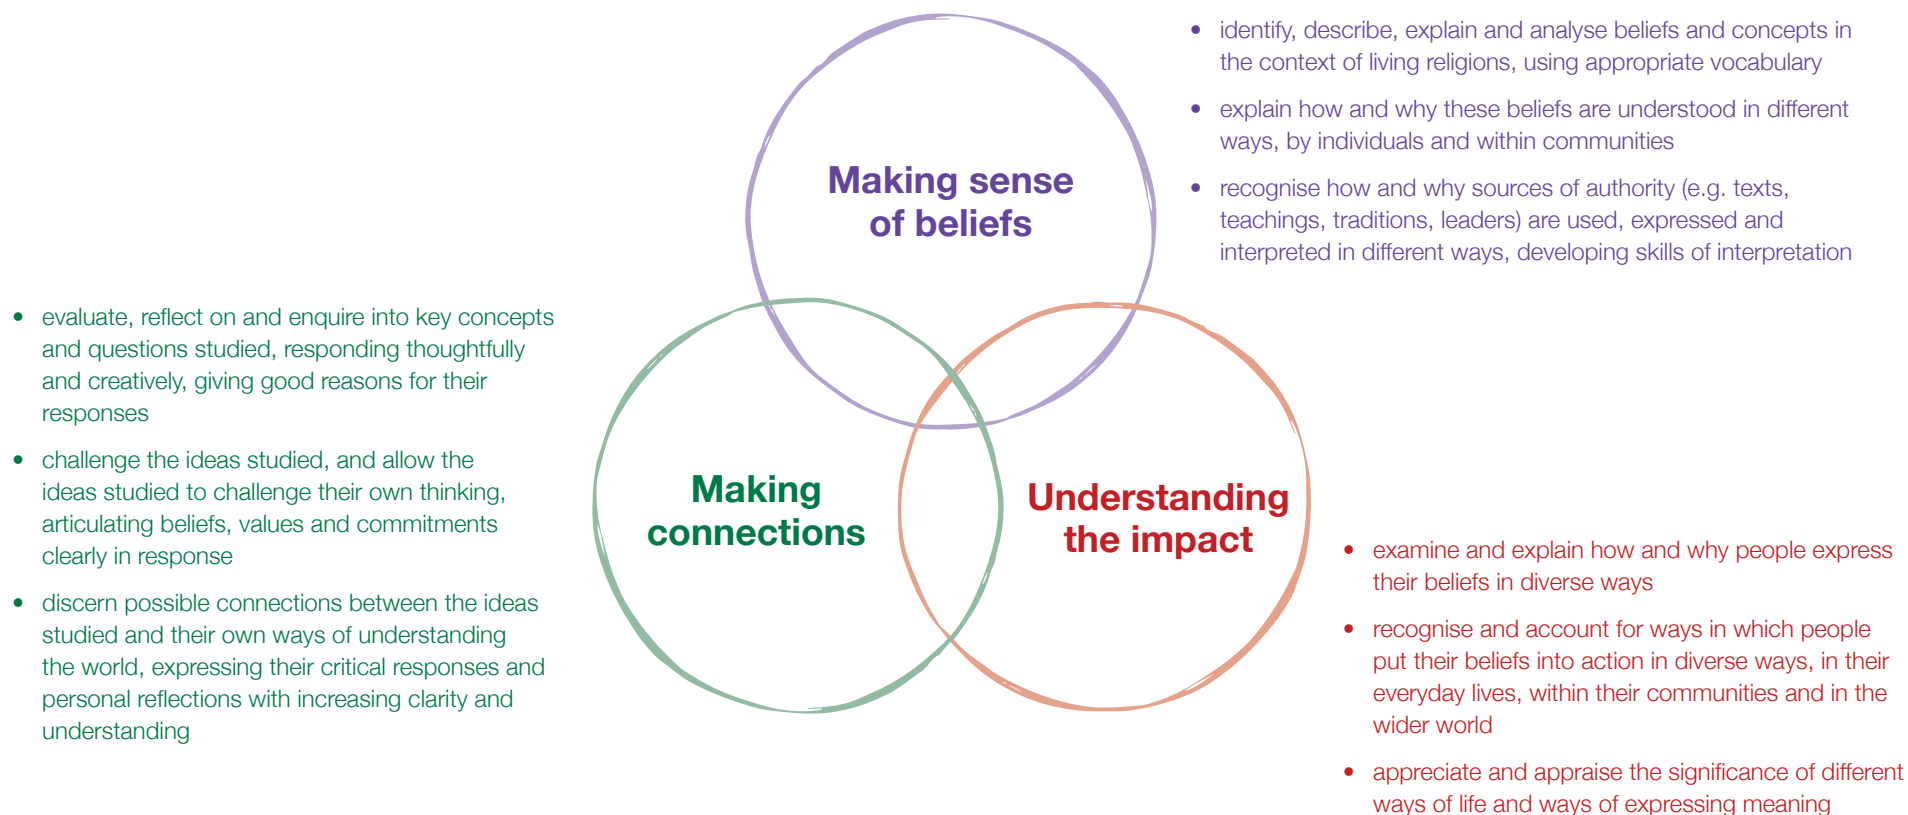 • identify, describe, explain and analyse beliefs and concepts in
the context of living religions, using appropriate vocabulary
• explain how and why these beliefs are understood in different
ways, by individuals and within communities
• recognise how and why sources of authority (e.g. texts,
teachings, traditions, leaders) are used, expressed and
interpreted in different ways, developing skills of interpretation
Making sense
of beliefs
• evaluate, reflect on and enquire into key concepts
and questions studied, responding thoughtfully
and creatively, giving good reasons for their
responses
• challenge the ideas studied, and allow the
ideas studied to challenge their own thinking,
articulating beliefs, values and commitments
clearly in response
• discern possible connections between the ideas
studied and their own ways of understanding
the world, expressing their critical responses and
personal reflections with increasing clarity and
understanding
Making
connections
Understanding
the impact
• examine and explain how and why people express
their beliefs in diverse ways
• recognise and account for ways in which people
put their beliefs into action in diverse ways, in their
everyday lives, within their communities and in the
wider world
• appreciate and appraise the significance of different
ways of life and ways of expressing meaning